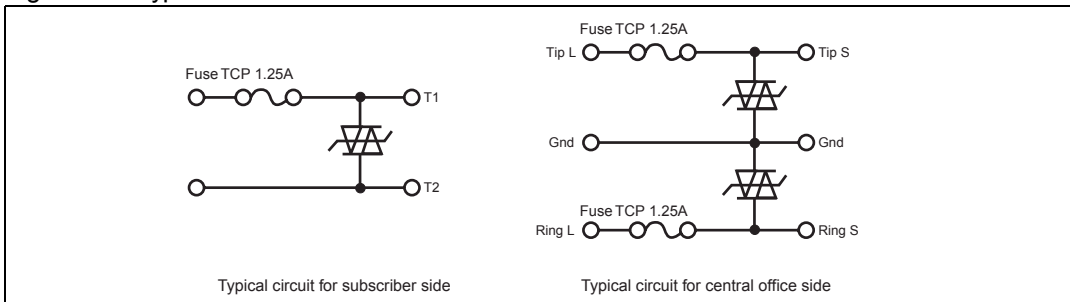 Fuse TCP 1.25A
T1
T2
Typical circuit for subscriber side
Fuse TCP 1.25A
Tip L
Tip S
Gnd
Gnd
Fuse TCP 1.25A
Ring L
Ring S
Typical circuit for central office side